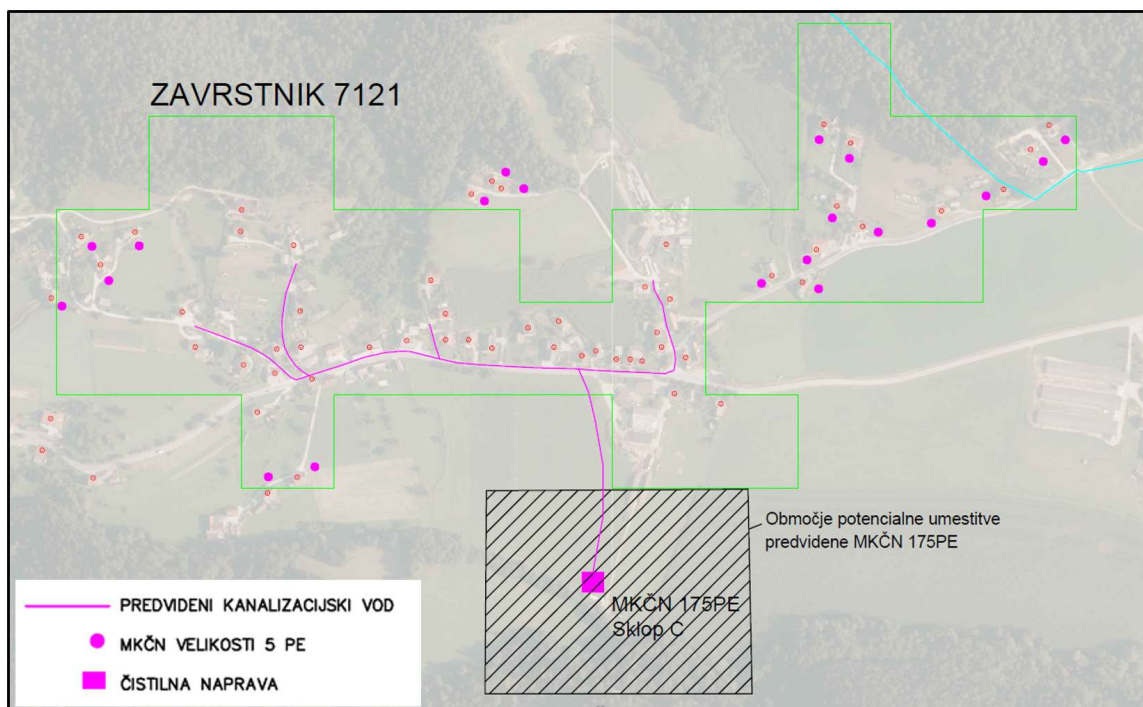 ZAVRSTNIK 7121
Območje potencialne umestitve
predvidene MKČN 175PE
MKČN 175PE
Sklop C
PREDVIDENI KANALIZACIJSKI VOD
MKČN VELIKOSTI 5 PE
ČISTILNA NAPRAVA